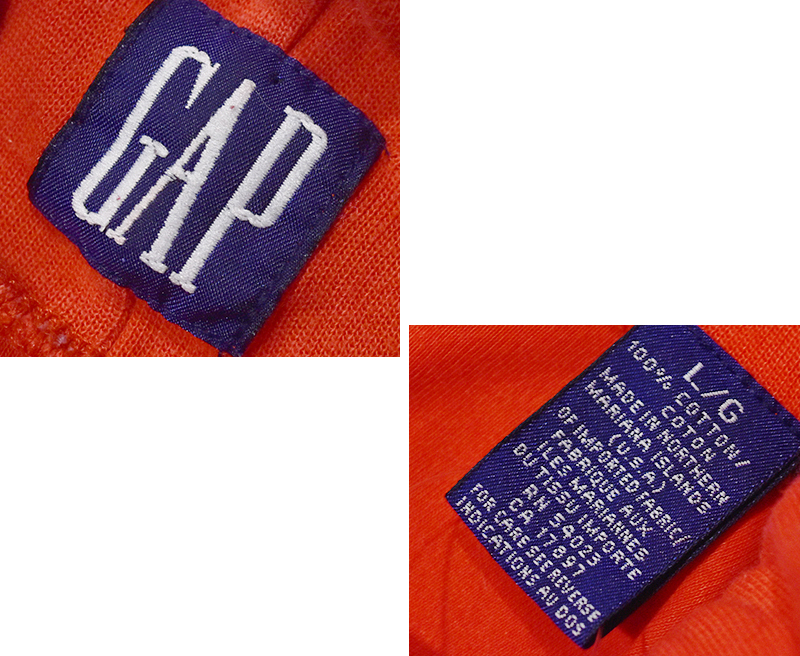 GAP
L/G
100% COTTON/
COTON
MADE IN NORTHERN
MARIANA ISLANDS
(U.S.A.)
OF IMPORTED FABRIC/
FABRIQUE AUX
ILES MARIANNES
DU TISSU IMPORTE
RN 54023
CA 17897
FOR CARE SEE REVERSE
INDICATIONS AU DOS